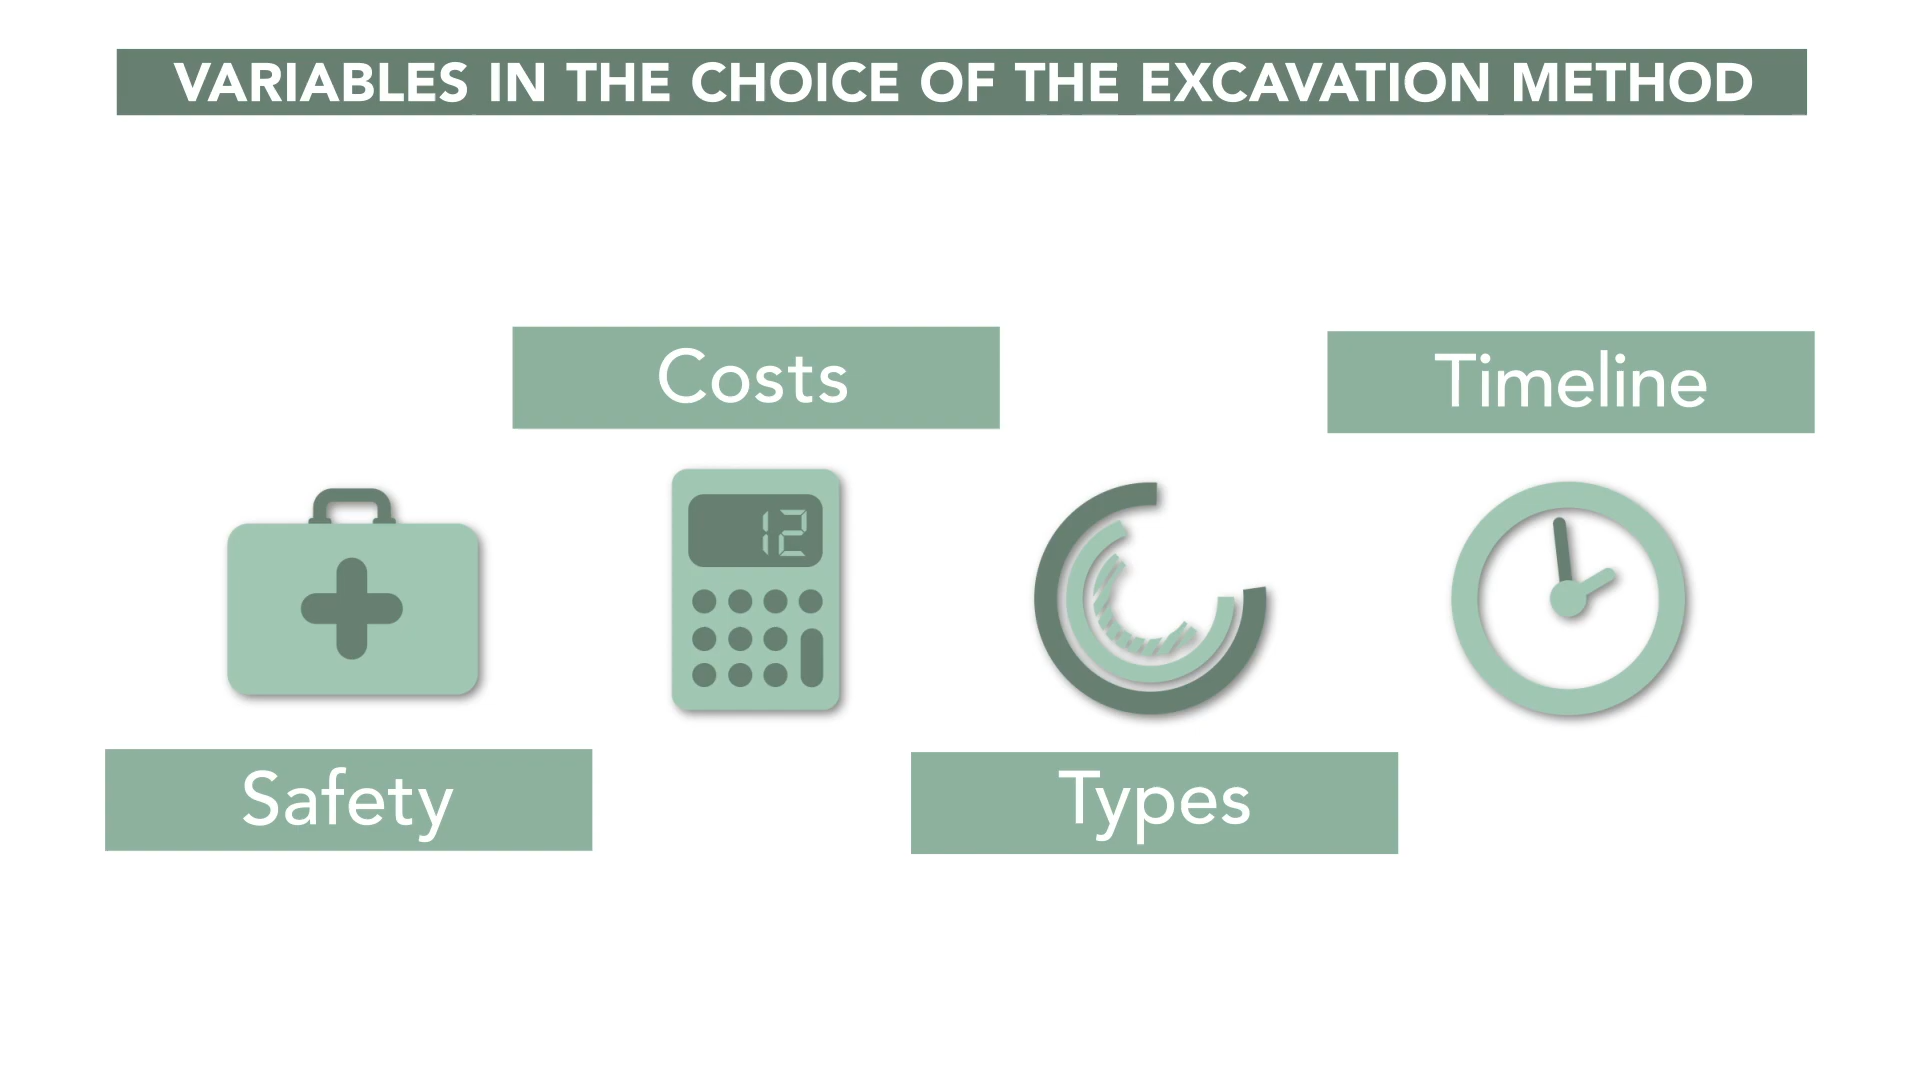 VARIABLES IN THE CHOICE OF THE EXCAVATION METHOD
Costs
Timeline
12
Safety
Types